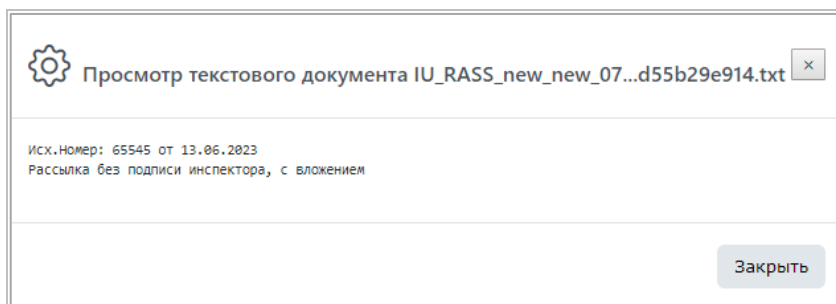 Просмотр текстового документа IU_RASS_new_new_07...d55b29e914.txt ×
Исх.Номер: 65545 от 13.06.2023
Рассылка без подписи инспектора, с вложением
Закрыть